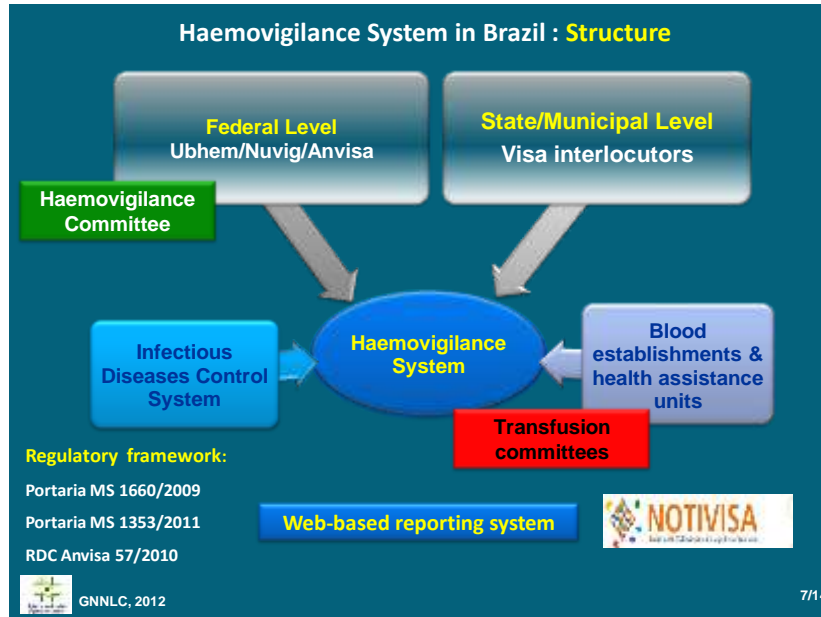 Haemovigilance System in Brazil : Structure
Federal Level
Ubhem/Nuvig/Anvisa
State/Municipal Level
Visa interlocutors
Haemovigilance
Committee
Haemovigilance
System
Infectious
Diseases Control
System
Blood
establishments &
health assistance
units
Transfusion
committees
Regulatory framework:
Portaria MS 1660/2009
Portaria MS 1353/2011
RDC Anvisa 57/2010
Web-based reporting system
NOTIVISA
GNNLC, 2012
7/14